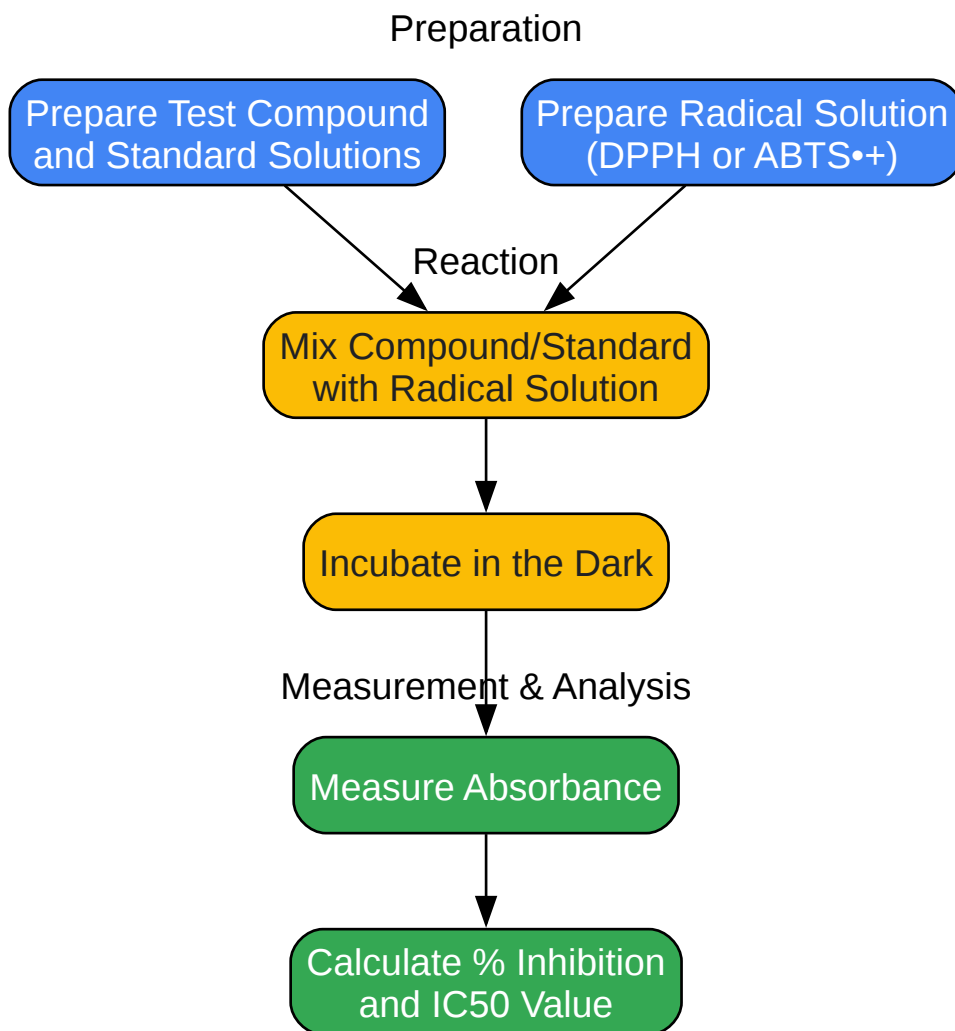 Preparation
Prepare Test Compound
and Standard Solutions
Prepare Radical Solution
(DPPH or ABTS•+)
Reaction
Mix Compound/Standard
with Radical Solution
Incubate in the Dark
Measurement & Analysis
Measure Absorbance
Calculate % Inhibition
and IC50 Value